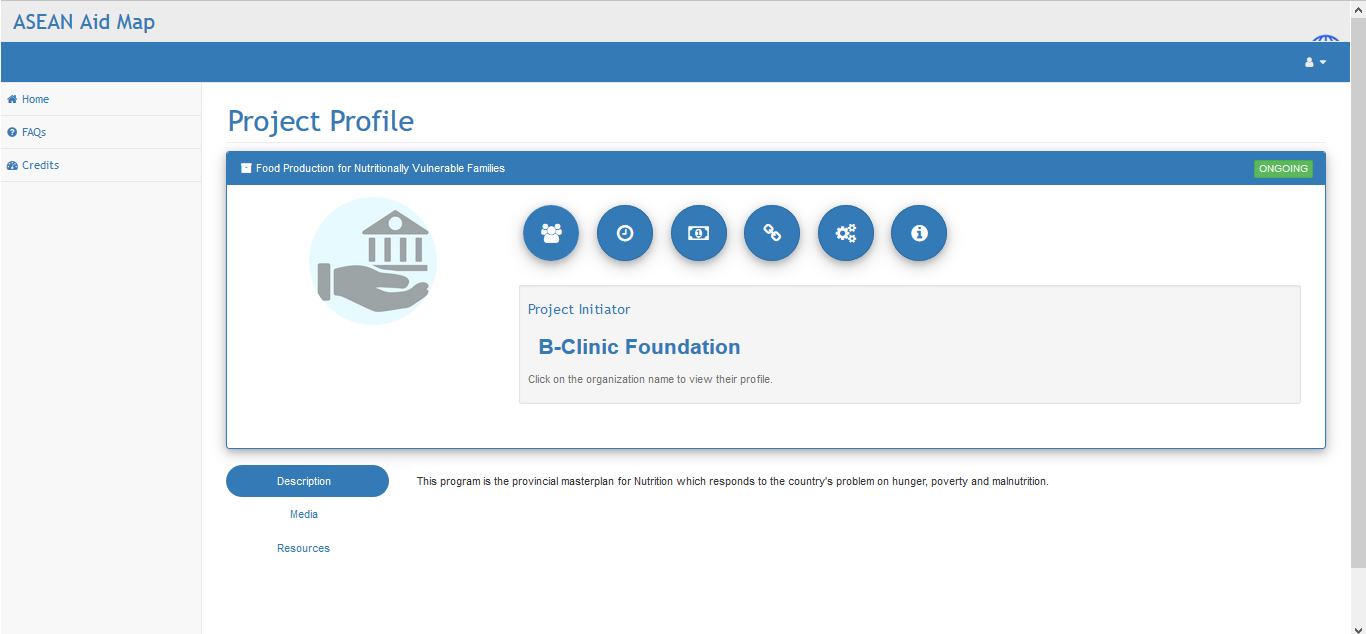 ASEAN Aid Map
Home
FAQs
Credits
Project Profile
Food Production for Nutritionally Vulnerable Families
ONGOING
Project Initiator
B-Clinic Foundation
Click on the organization name to view their profile.
Description
This program is the provincial masterplan for Nutrition which responds to the country's problem on hunger, poverty and malnutrition.
Media
Resources